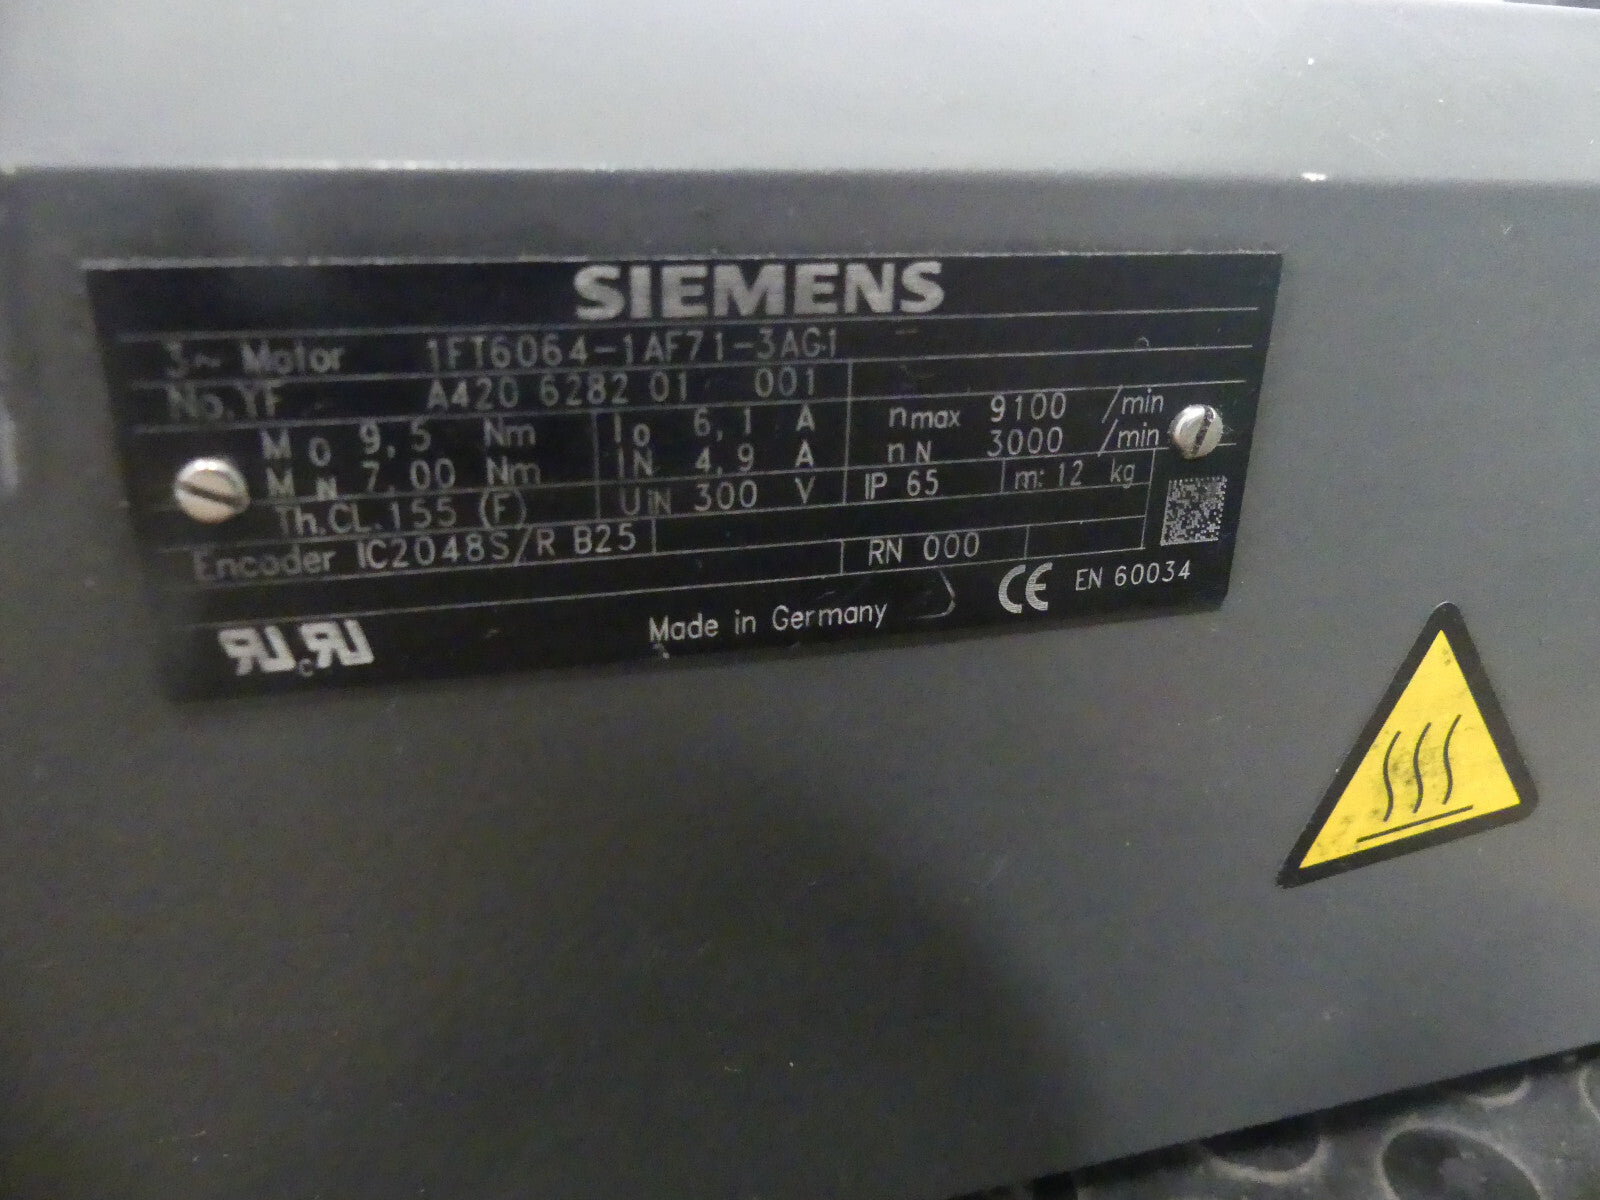 SIEMENS
3~ Motor 1FT6064-1AF71-3AG1
No.YF A420 6282 01 001
M0 9,5 Nm I0 6,1 A nmax 9100 /min
MN 7,00 Nm IN 4,9 A nN 3000 /min
Th.CL.155 (F) UIN 300 V IP 65 m: 12 kg
Encoder IC2048S/R B25 RN 000
Made in Germany CE EN 60034
RU c RU